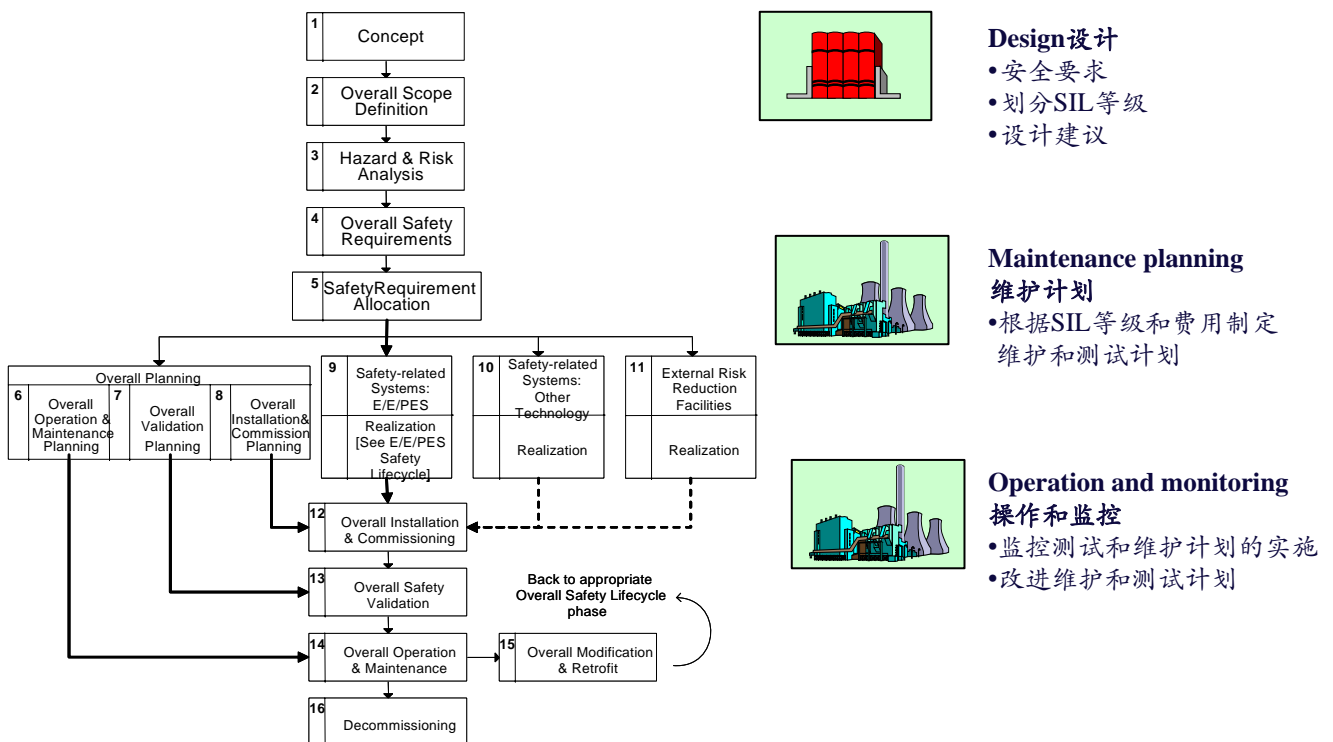 1
Concept
2
Overall Scope
Definition
3
Hazard & Risk
Analysis
4
Overall Safety
Requirements
5
SafetyRequirement
Allocation
Overall Planning
6
Overall
Operation &
Maintenance
Planning
7
Overall
Validation
Planning
8
Overall
Installation&
Commission
Planning
9
Safety-related
Systems:
E/E/PES
Realization
[See E/E/PES
Safety
Lifecycle]
10
Safety-related
Systems:
Other
Technology
Realization
11
External Risk
Reduction
Facilities
Realization
12
Overall Installation
& Commissioning
13
Overall Safety
Validation
14
Overall Operation
& Maintenance
15
Overall Modification
& Retrofit
Back to appropriate
Overall Safety Lifecycle
phase
16
Decommissioning
Design设计
•安全要求
•划分SIL等级
•设计建议
Maintenance planning
维护计划
•根据SIL等级和费用制定
维护和测试计划
Operation and monitoring
操作和监控
•监控测试和维护计划的实施
•改进维护和测试计划